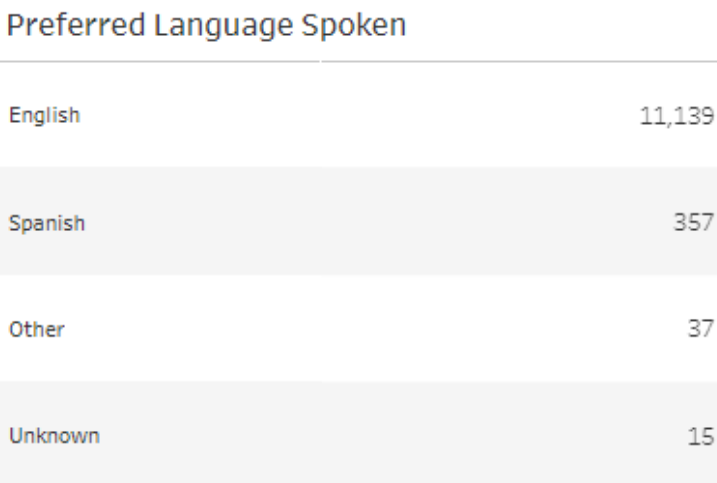 Preferred Language Spoken
English 11,139
Spanish 357
Other 37
Unknown 15